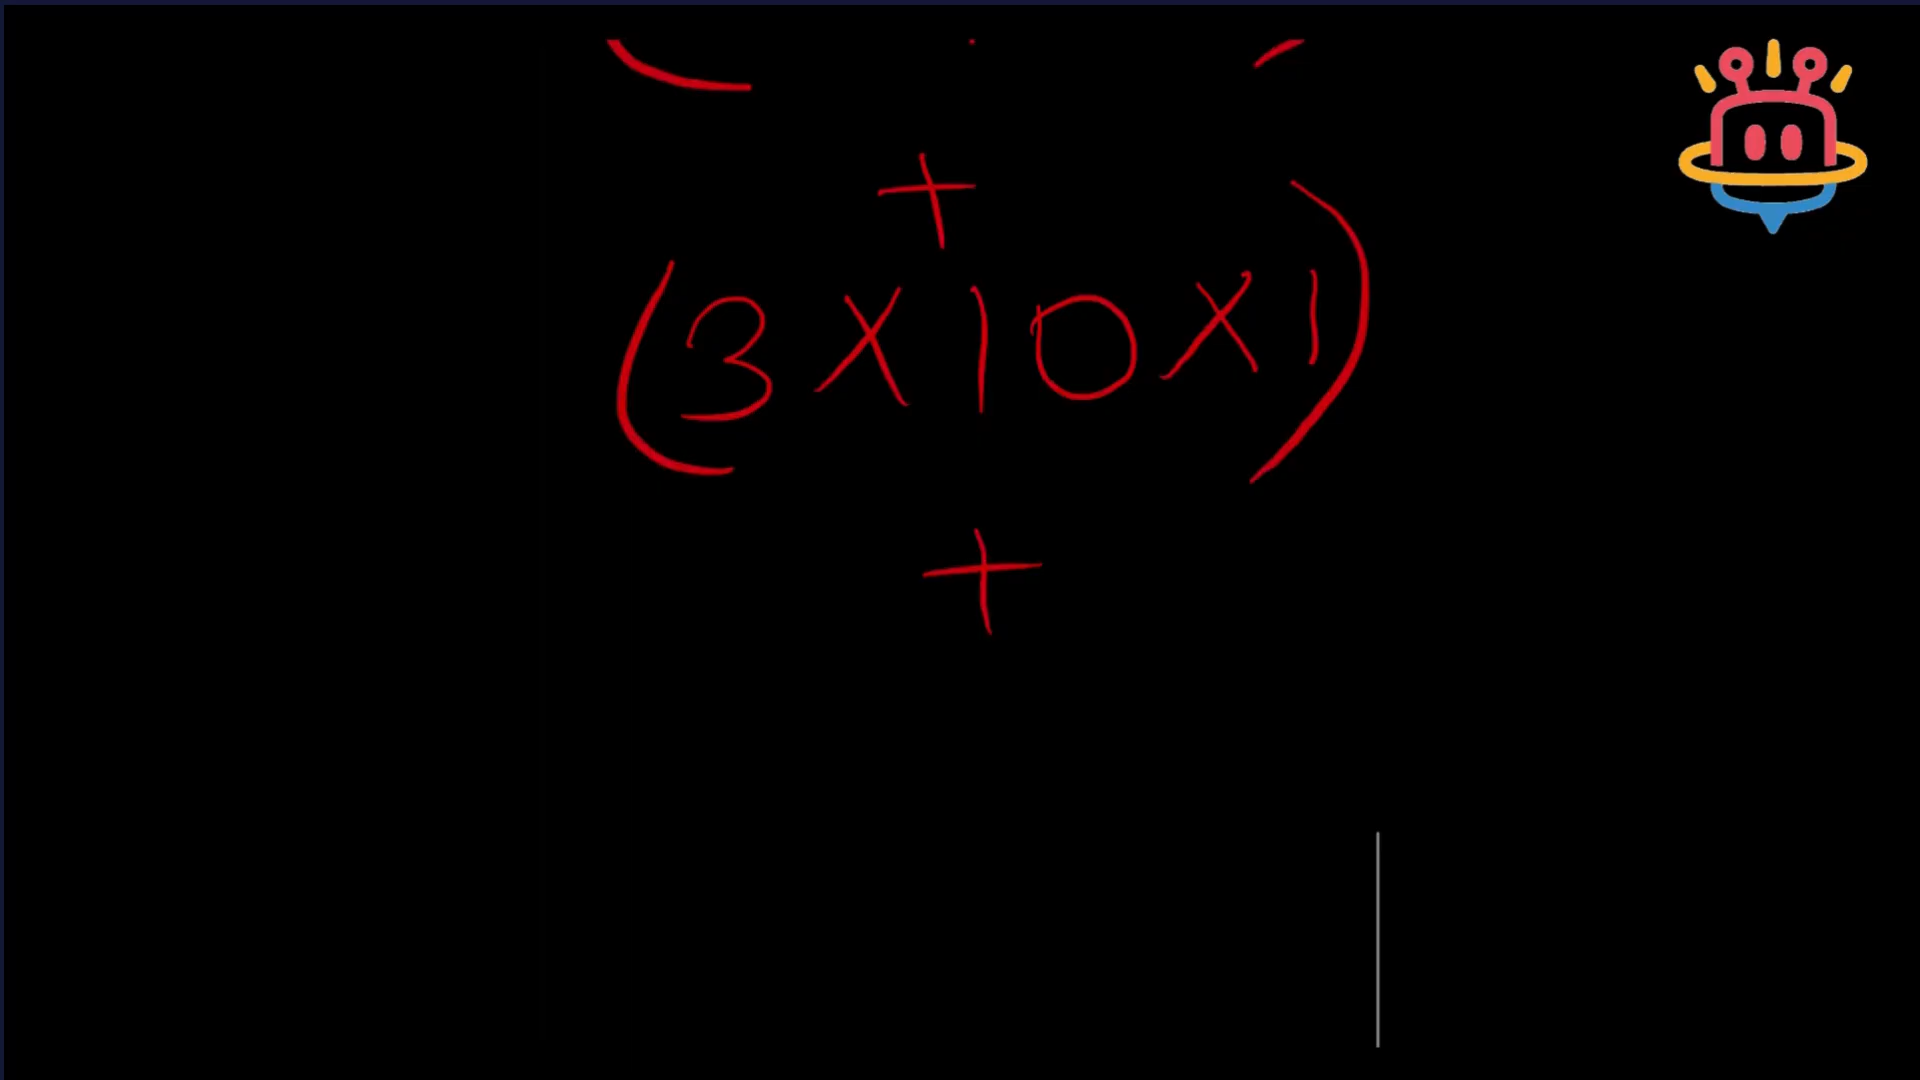 +
(3X10X1)
+